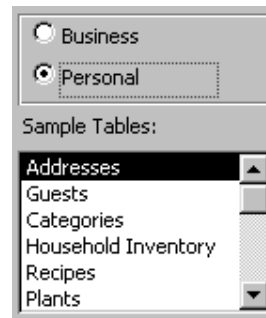 Business
Personal
Sample Tables:
Addresses
Guests
Categories
Household Inventory
Recipes
Plants